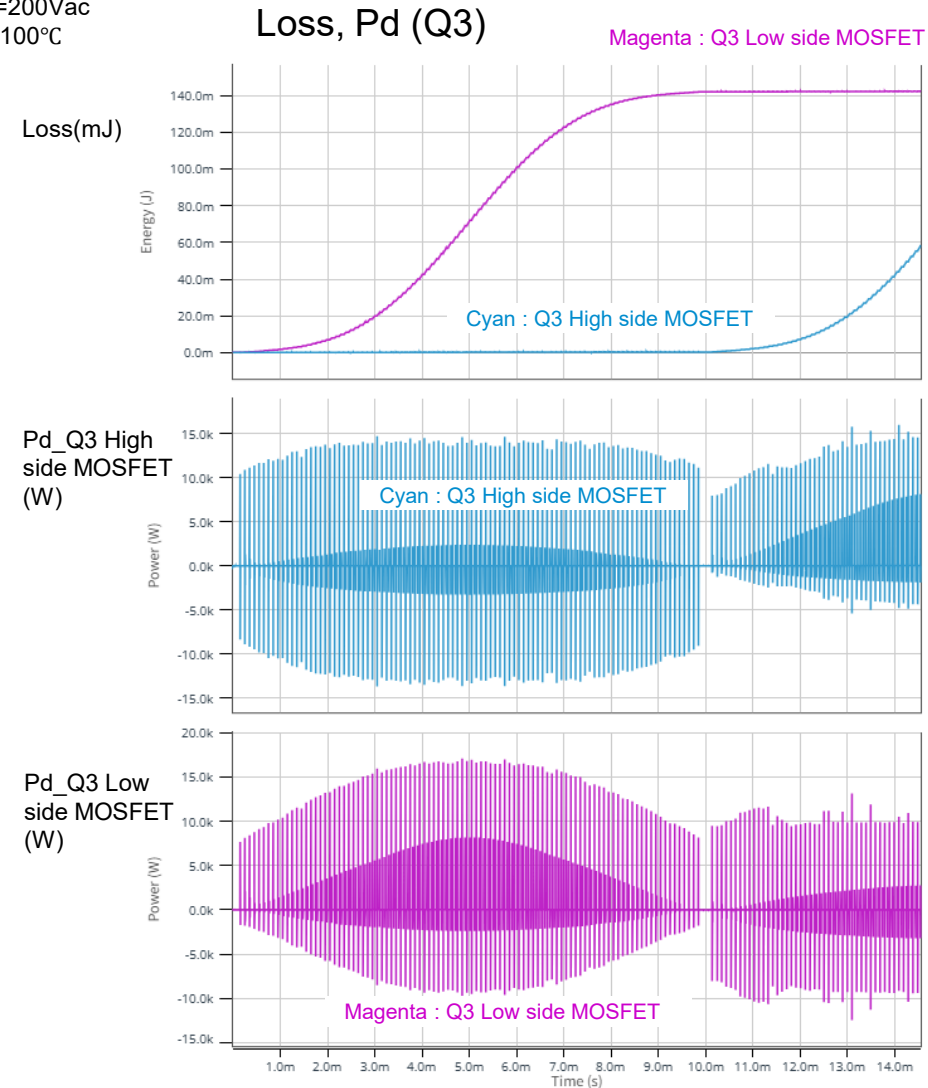 =200Vac
100℃
Loss, Pd (Q3)
Magenta : Q3 Low side MOSFET
Loss(mJ)
Energy (J)
140.0m
120.0m
100.0m
80.0m
60.0m
40.0m
20.0m
0.0m
Cyan : Q3 High side MOSFET
Pd_Q3 High
side MOSFET
(W)
Power (W)
15.0k
10.0k
5.0k
0.0k
-5.0k
-10.0k
-15.0k
Cyan : Q3 High side MOSFET
Pd_Q3 Low
side MOSFET
(W)
Power (W)
20.0k
15.0k
10.0k
5.0k
0.0k
-5.0k
-10.0k
-15.0k
Magenta : Q3 Low side MOSFET
1.0m 2.0m 3.0m 4.0m 5.0m 6.0m 7.0m 8.0m 9.0m 10.0m 11.0m 12.0m 13.0m 14.0m
Time (s)